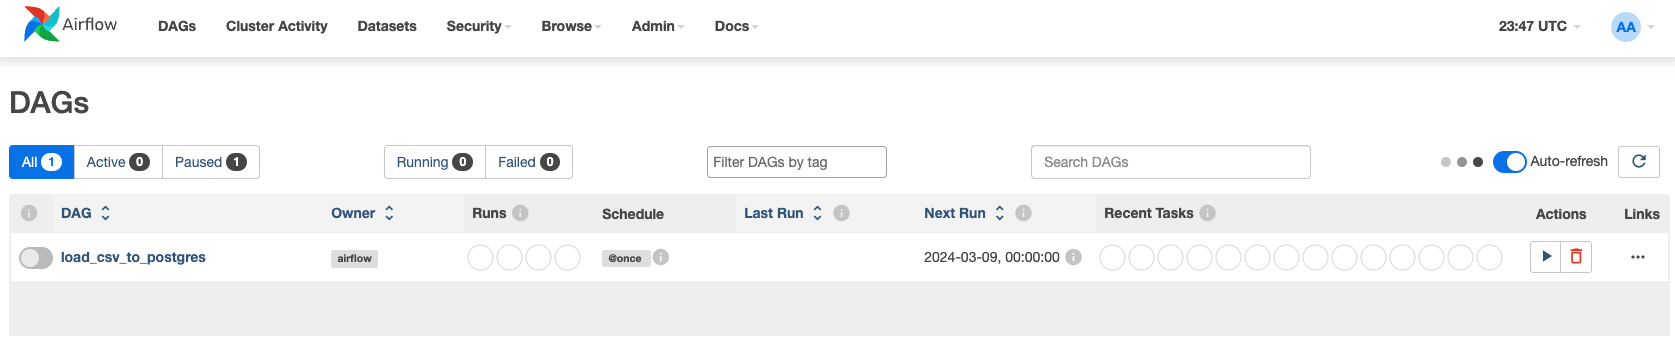 Airflow DAGs Cluster Activity Datasets Security Browse Admin Docs 23:47 UTC AA
DAGs
All 1 Active 0 Paused 1 Running 0 Failed 0 Filter DAGs by tag Search DAGs Auto-refresh
DAG Owner Runs Schedule Last Run Next Run Recent Tasks Actions Links
load_csv_to_postgres airflow @once 2024-03-09, 00:00:00